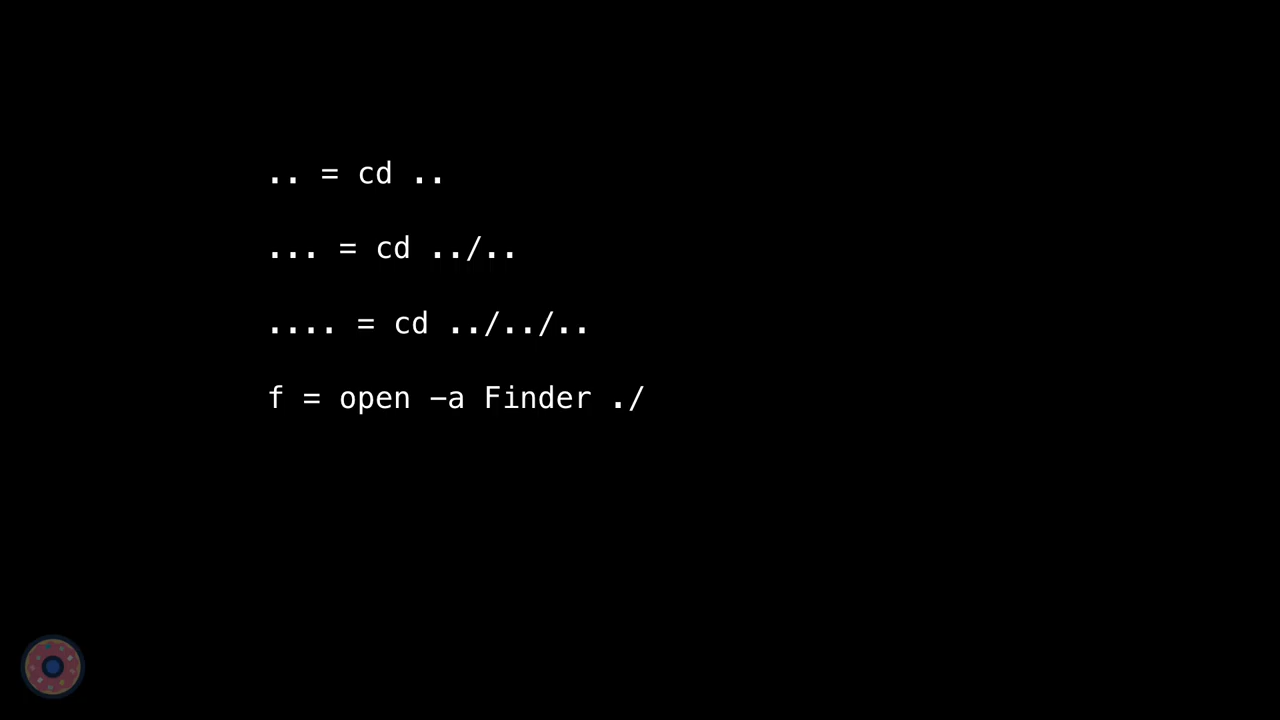 .. = cd ..
... = cd ../..
.... = cd ../../..
f = open -a Finder ./